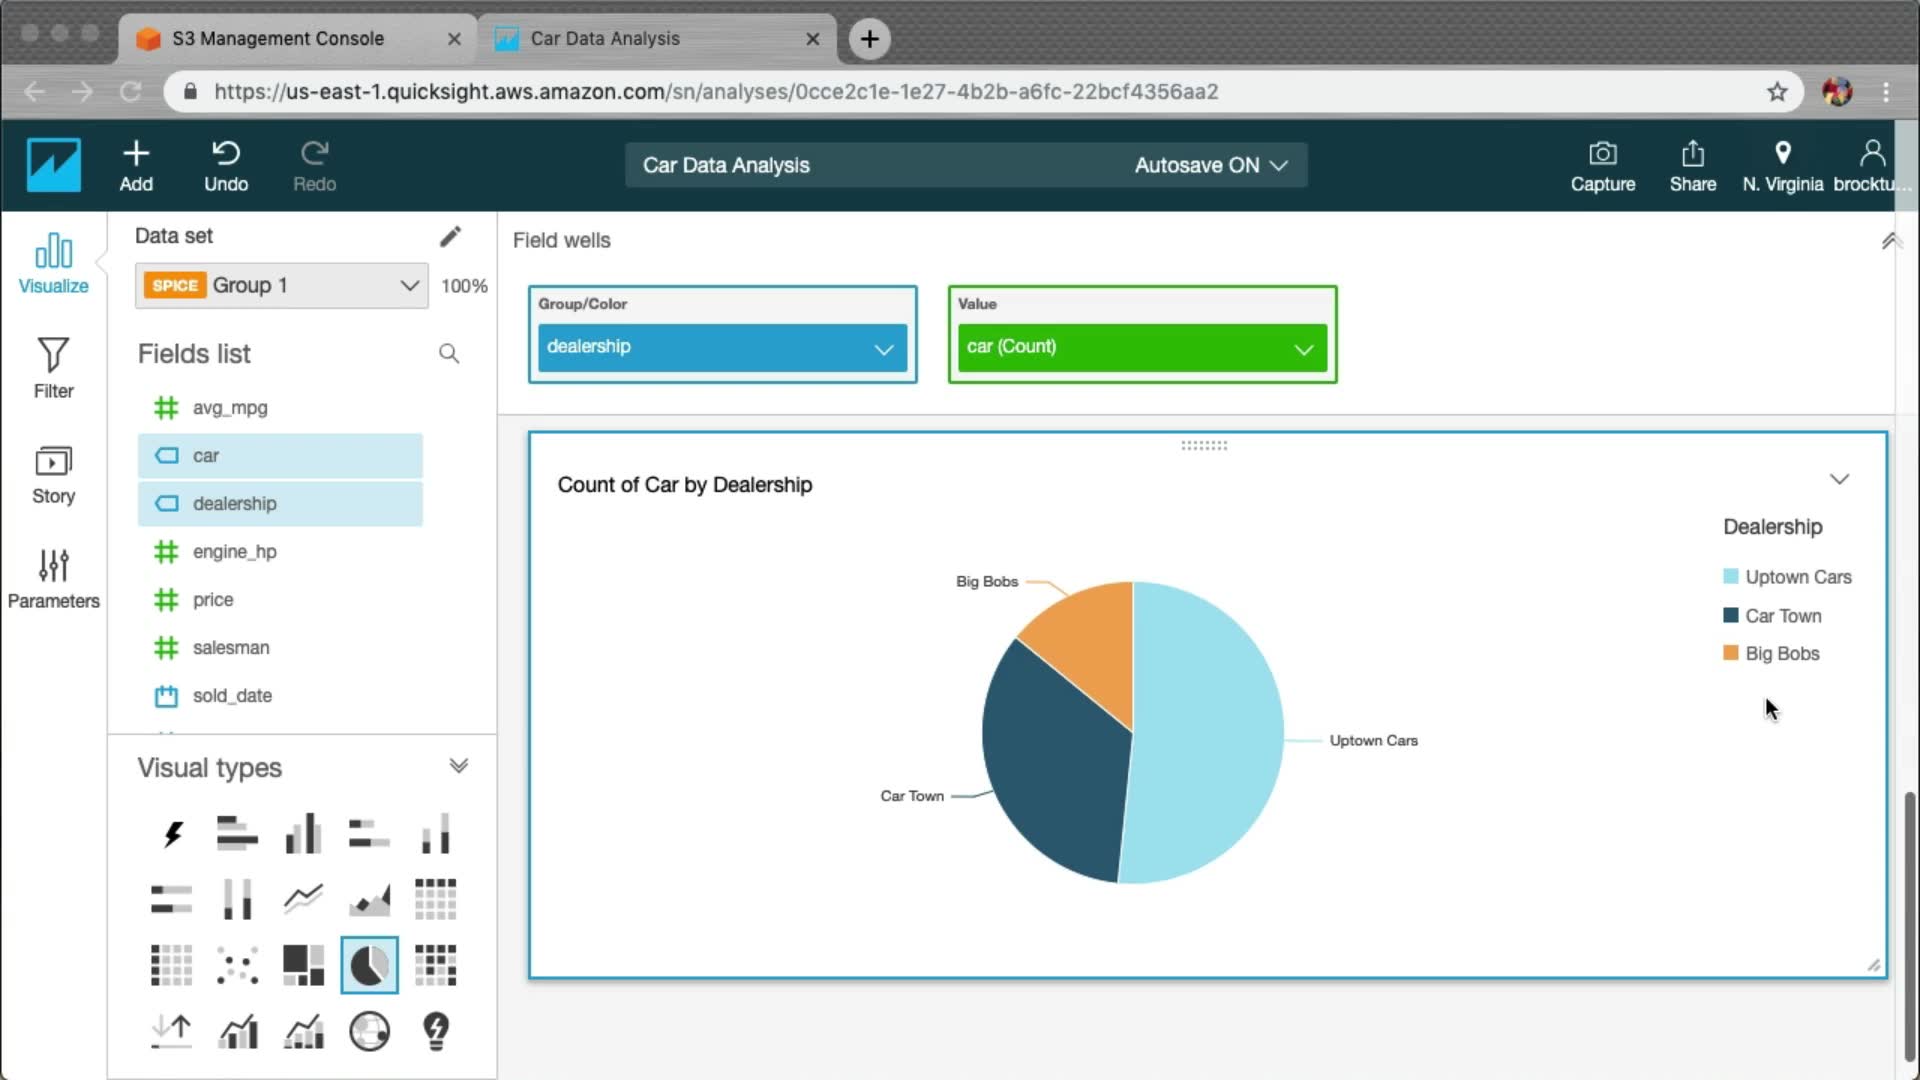 S3 Management Console
Car Data Analysis
https://us-east-1.quicksight.aws.amazon.com/sn/analyses/0cce2c1e-1e27-4b2b-a6fc-22bcf4356aa2
Add
Undo
Redo
Car Data Analysis
Autosave ON
Capture
Share
N. Virginia
brocktu...
Visualize
Filter
Story
Parameters
Data set
SPICE Group 1
100%
Fields list
avg_mpg
car
dealership
engine_hp
price
salesman
sold_date
Visual types
Field wells
Group/Color
dealership
Value
car (Count)
Count of Car by Dealership
Dealership
Uptown Cars
Car Town
Big Bobs
Big Bobs
Uptown Cars
Car Town